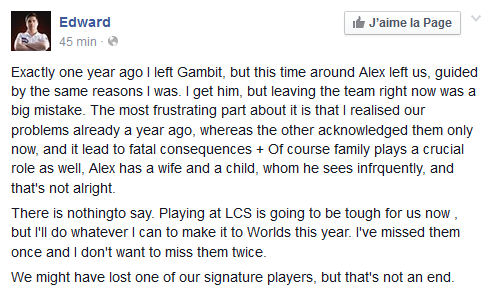 Edward
45 min ·
J'aime la Page
Exactly one year ago I left Gambit, but this time around Alex left us, guided
by the same reasons I was. I get him, but leaving the team right now was a
big mistake. The most frustrating part about it is that I realised our
problems already a year ago, whereas the other acknowledged them only
now, and it lead to fatal consequences + Of course family plays a crucial
role as well, Alex has a wife and a child, whom he sees infrquently, and
that's not alright.
There is nothingto say. Playing at LCS is going to be tough for us now ,
but I'll do whatever I can to make it to Worlds this year. I've missed them
once and I don't want to miss them twice.
We might have lost one of our signature players, but that's not an end.